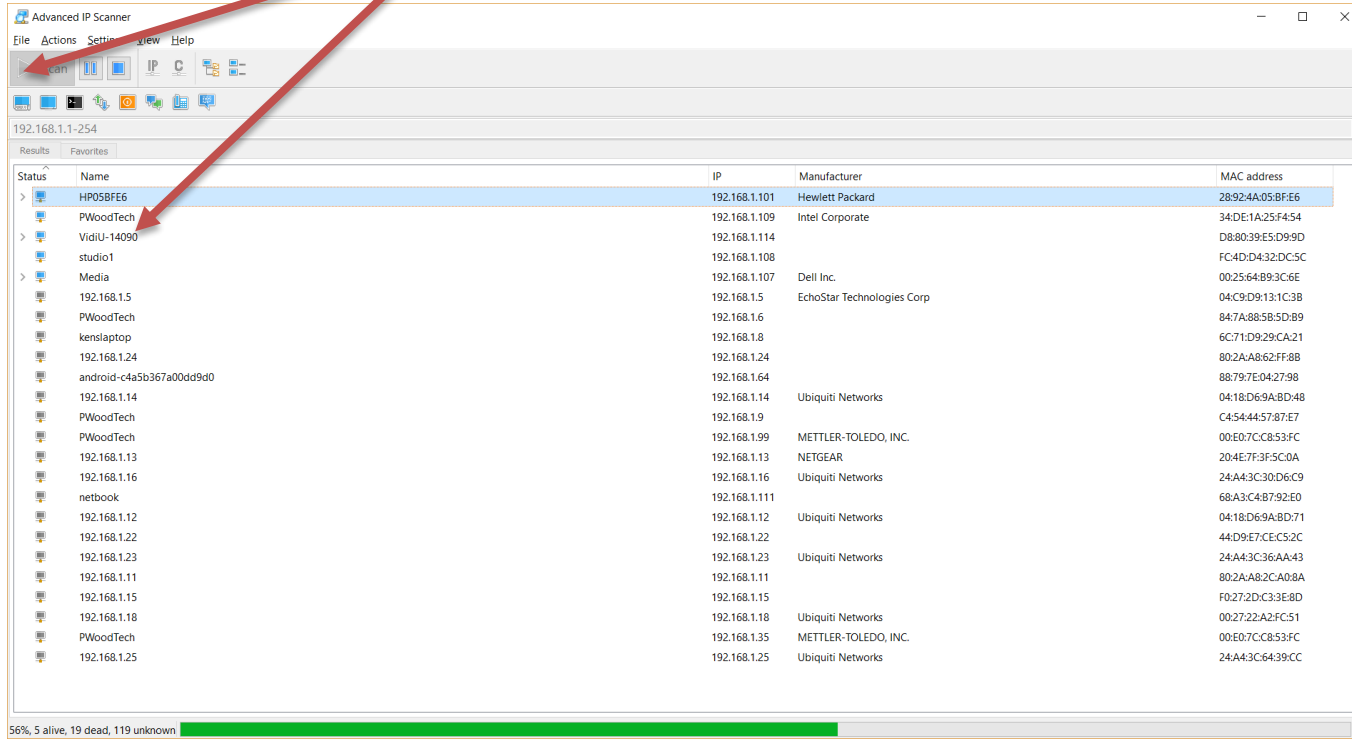 Advanced IP Scanner
File Actions Settings View Help
Scan IP C
192.168.1.1-254
Results Favorites
Status Name IP Manufacturer MAC address
HP05BFE6 192.168.1.101 Hewlett Packard 28:92:4A:05:BF:E6
PWoodTech 192.168.1.109 Intel Corporate 34:DE:1A:25:F4:54
VidiU-14090 192.168.1.114 D8:80:39:E5:D9:9D
studio1 192.168.1.108 FC:4D:D4:32:DC:5C
Media 192.168.1.107 Dell Inc. 00:25:64:B9:3C:6E
192.168.1.5 192.168.1.5 EchoStar Technologies Corp 04:C9:D9:13:1C:3B
PWoodTech 192.168.1.6 84:7A:88:5B:5D:B9
kenslaptop 192.168.1.8 6C:71:D9:29:CA:21
192.168.1.24 192.168.1.24 80:2A:A8:62:FF:8B
android-c4a5b367a00dd9d0 192.168.1.64 88:79:7E:04:27:98
192.168.1.14 192.168.1.14 Ubiquiti Networks 04:18:D6:9A:BD:48
PWoodTech 192.168.1.9 C4:54:44:57:87:E7
PWoodTech 192.168.1.99 METTLER-TOLEDO, INC. 00:E0:7C:C8:53:FC
192.168.1.13 192.168.1.13 NETGEAR 20:4E:7F:3F:5C:0A
192.168.1.16 192.168.1.16 Ubiquiti Networks 24:A4:3C:30:D6:C9
netbook 192.168.1.111 68:A3:C4:B7:92:E0
192.168.1.12 192.168.1.12 Ubiquiti Networks 04:18:D6:9A:BD:71
192.168.1.22 192.168.1.22 44:D9:E7:CE:C5:2C
192.168.1.23 192.168.1.23 Ubiquiti Networks 24:A4:3C:36:AA:43
192.168.1.11 192.168.1.11 80:2A:A8:2C:A0:8A
192.168.1.15 192.168.1.15 F0:27:2D:C3:3E:8D
192.168.1.18 192.168.1.18 Ubiquiti Networks 00:27:22:A2:FC:51
PWoodTech 192.168.1.35 METTLER-TOLEDO, INC. 00:E0:7C:C8:53:FC
192.168.1.25 192.168.1.25 Ubiquiti Networks 24:A4:3C:64:39:CC
56%, 5 alive, 19 dead, 119 unknown